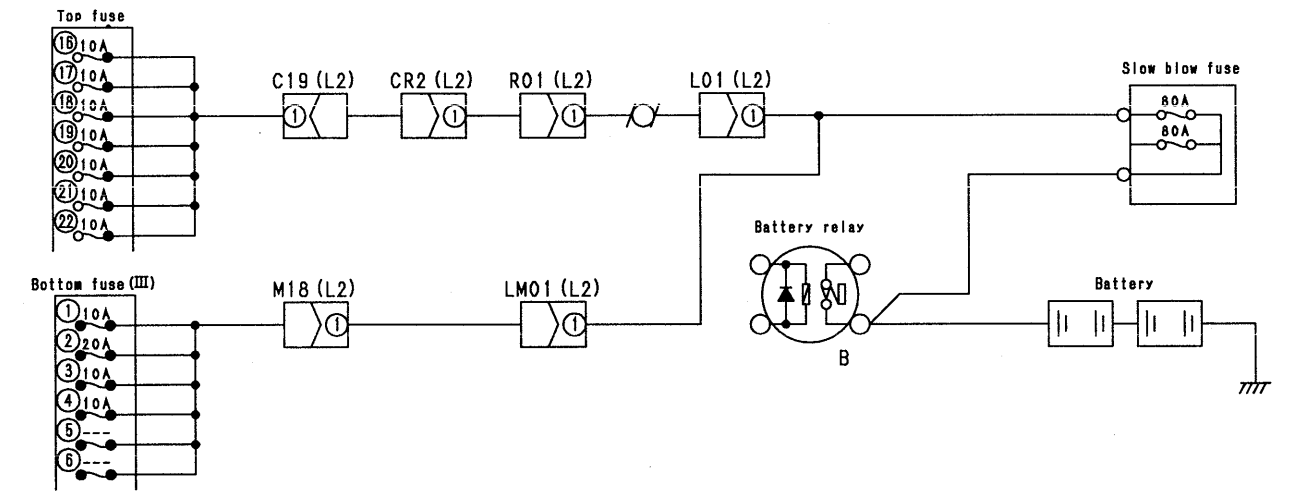 Top fuse
16 10A
17 10A
18 10A
19 10A
20 10A
21 10A
22 10A
C19 (L2)
1
CR2 (L2)
1
R01 (L2)
1
L01 (L2)
1
Slow blow fuse
80A
80A
Battery relay
B
Battery
Bottom fuse (III)
1 10A
2 20A
3 10A
4 10A
5 ---
6 ---
M18 (L2)
1
LM01 (L2)
1